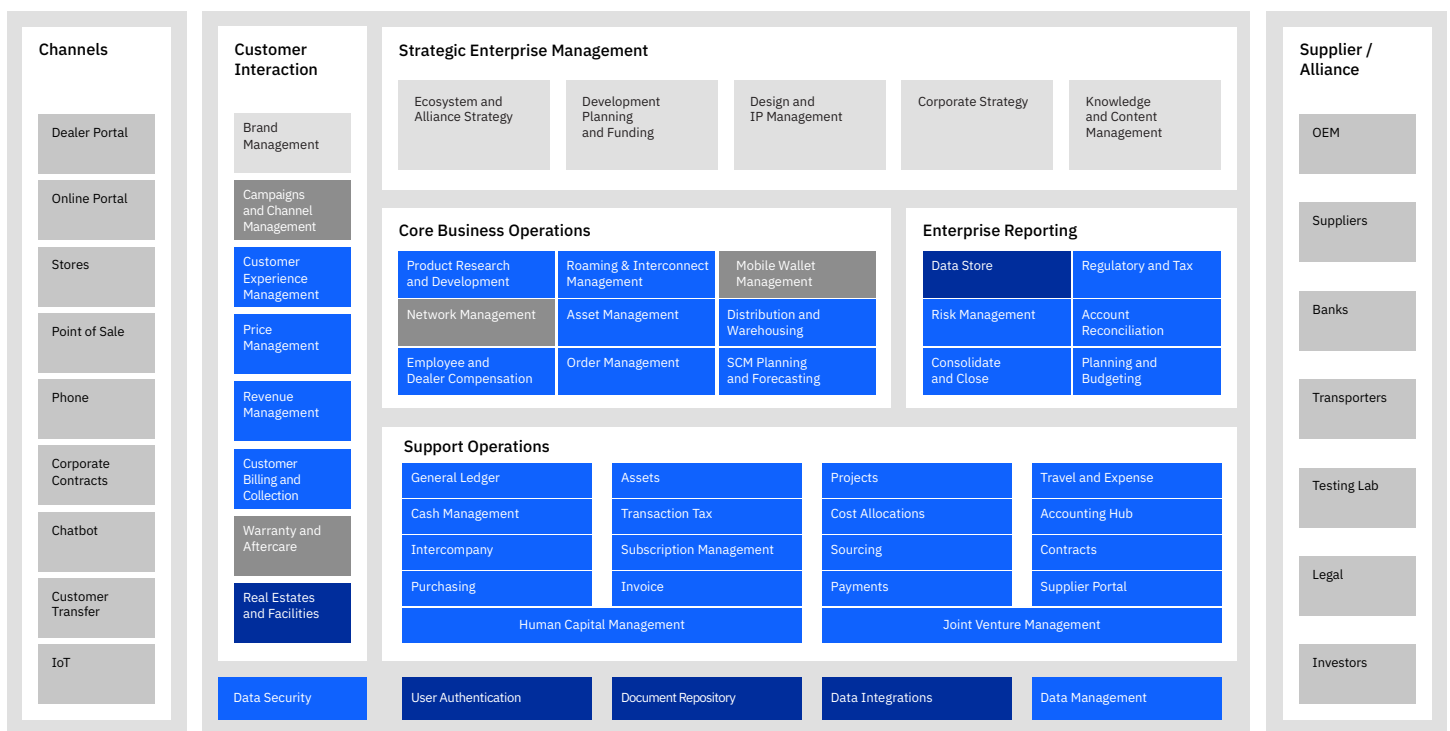 Channels
Dealer Portal
Online Portal
Stores
Point of Sale
Phone
Corporate
Contracts
Chatbot
Customer
Transfer
IoT
Customer
Interaction
Brand
Management
Campaigns
and Channel
Management
Customer
Experience
Management
Price
Management
Revenue
Management
Customer
Billing and
Collection
Warranty and
Aftercare
Real Estates
and Facilities
Strategic Enterprise Management
Ecosystem and
Alliance Strategy
Development
Planning
and Funding
Design and
IP Management
Corporate Strategy
Knowledge
and Content
Management
Core Business Operations
Product Research
and Development
Roaming & Interconnect
Management
Mobile Wallet
Management
Network Management
Asset Management
Distribution and
Warehousing
Employee and
Dealer Compensation
Order Management
SCM Planning
and Forecasting
Enterprise Reporting
Data Store
Regulatory and Tax
Risk Management
Account
Reconciliation
Consolidate
and Close
Planning and
Budgeting
Support Operations
General Ledger
Assets
Projects
Travel and Expense
Cash Management
Transaction Tax
Cost Allocations
Accounting Hub
Intercompany
Subscription Management
Sourcing
Contracts
Purchasing
Invoice
Payments
Supplier Portal
Human Capital Management
Joint Venture Management
Data Security
User Authentication
Document Repository
Data Integrations
Data Management
Supplier /
Alliance
OEM
Suppliers
Banks
Transporters
Testing Lab
Legal
Investors